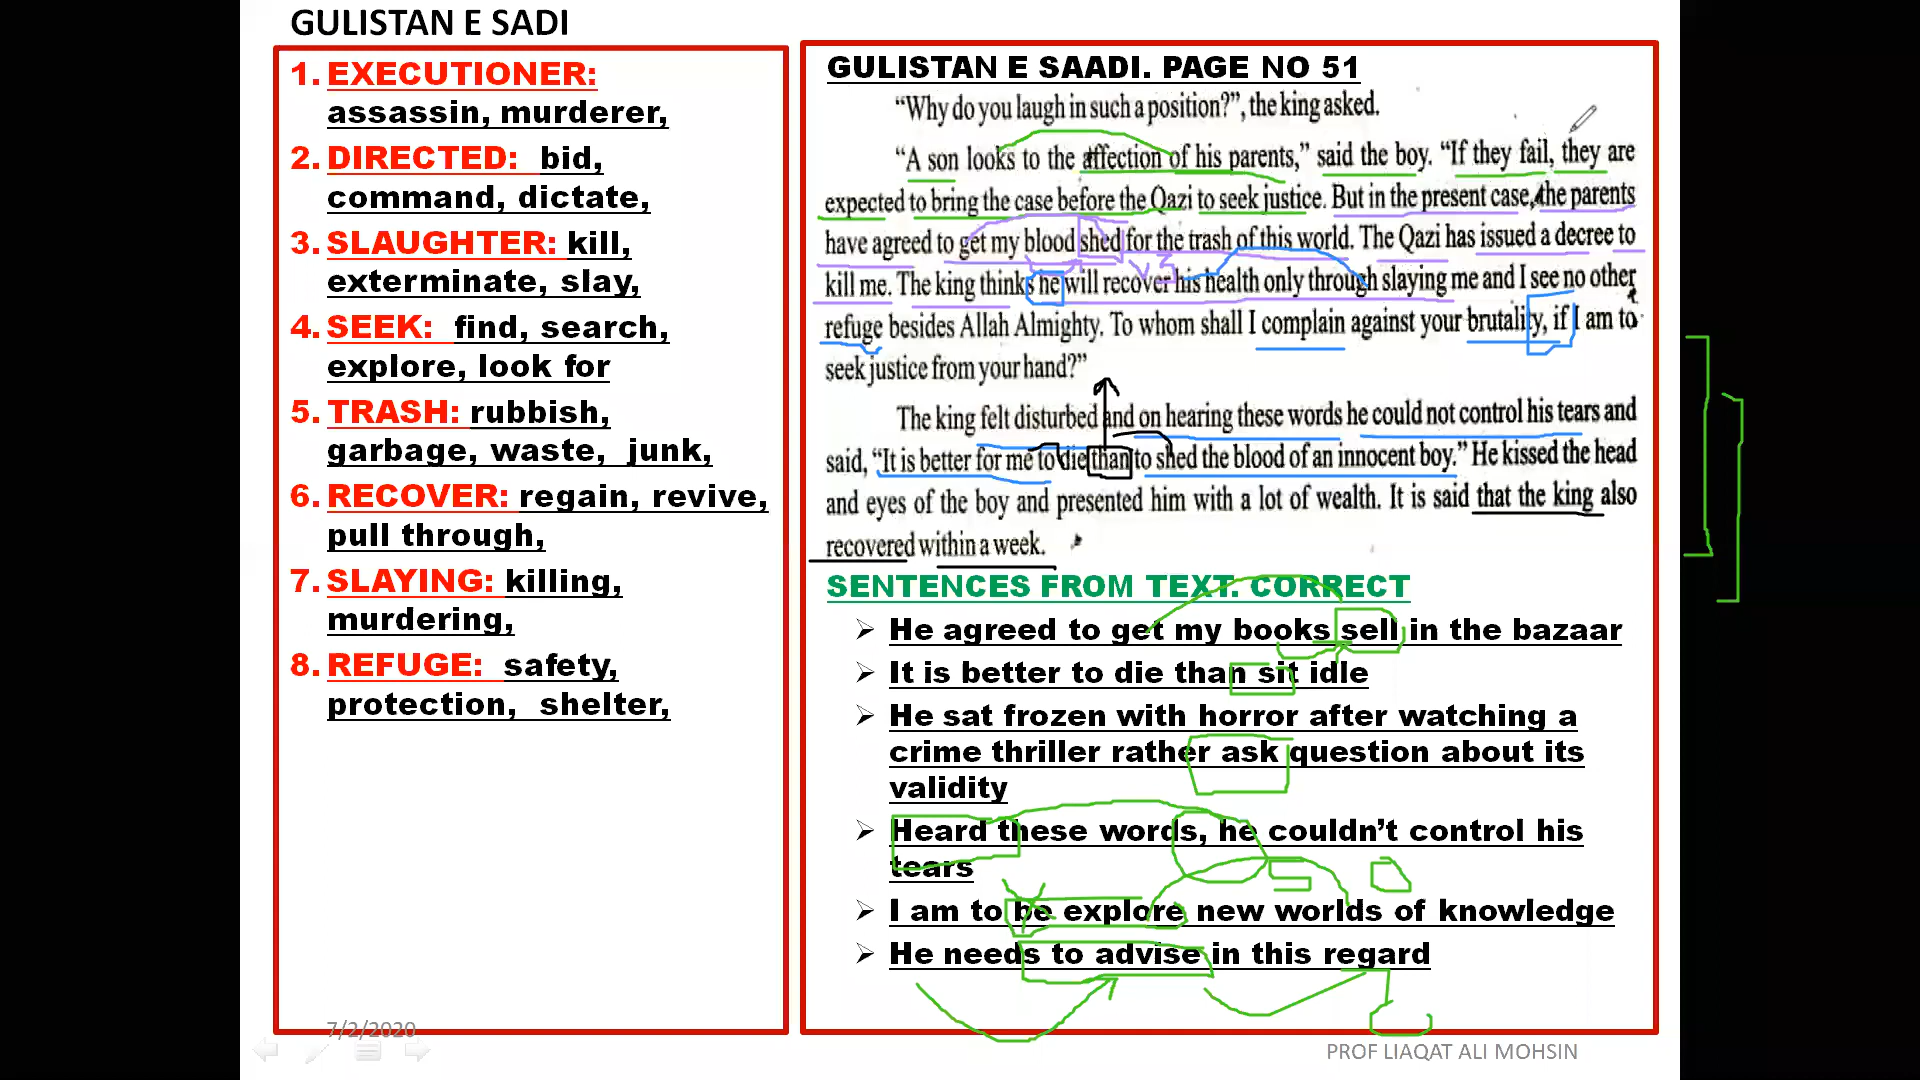 GULISTAN E SADI
1. EXECUTIONER:
assassin, murderer,
2. DIRECTED: bid,
command, dictate,
3. SLAUGHTER: kill,
exterminate, slay,
4. SEEK: find, search,
explore, look for
5. TRASH: rubbish,
garbage, waste, junk,
6. RECOVER: regain, revive,
pull through,
7. SLAYING: killing,
murdering,
8. REFUGE: safety,
protection, shelter,
7/2/2020
GULISTAN E SAADI. PAGE NO 51
“Why do you laugh in such a position?”, the king asked.
“A son looks to the affection of his parents,” said the boy. “If they fail, they are
expected to bring the case before the Qazi to seek justice. But in the present case, the parents
have agreed to get my blood shed for the trash of this world. The Qazi has issued a decree to
kill me. The king thinks he will recover his health only through slaying me and I see no other
refuge besides Allah Almighty. To whom shall I complain against your brutality, if I am to
seek justice from your hand?”
The king felt disturbed and on hearing these words he could not control his tears and
said, “It is better for me to die than to shed the blood of an innocent boy.” He kissed the head
and eyes of the boy and presented him with a lot of wealth. It is said that the king also
recovered within a week.
V3
SENTENCES FROM TEXT. CORRECT
➢ He agreed to get my books sell in the bazaar
➢ It is better to die than sit idle
➢ He sat frozen with horror after watching a
crime thriller rather ask question about its
validity
➢ Heard these words, he couldn’t control his
tears
➢ I am to be explore new worlds of knowledge
➢ He needs to advise in this regard
PROF LIAQAT ALI MOHSIN